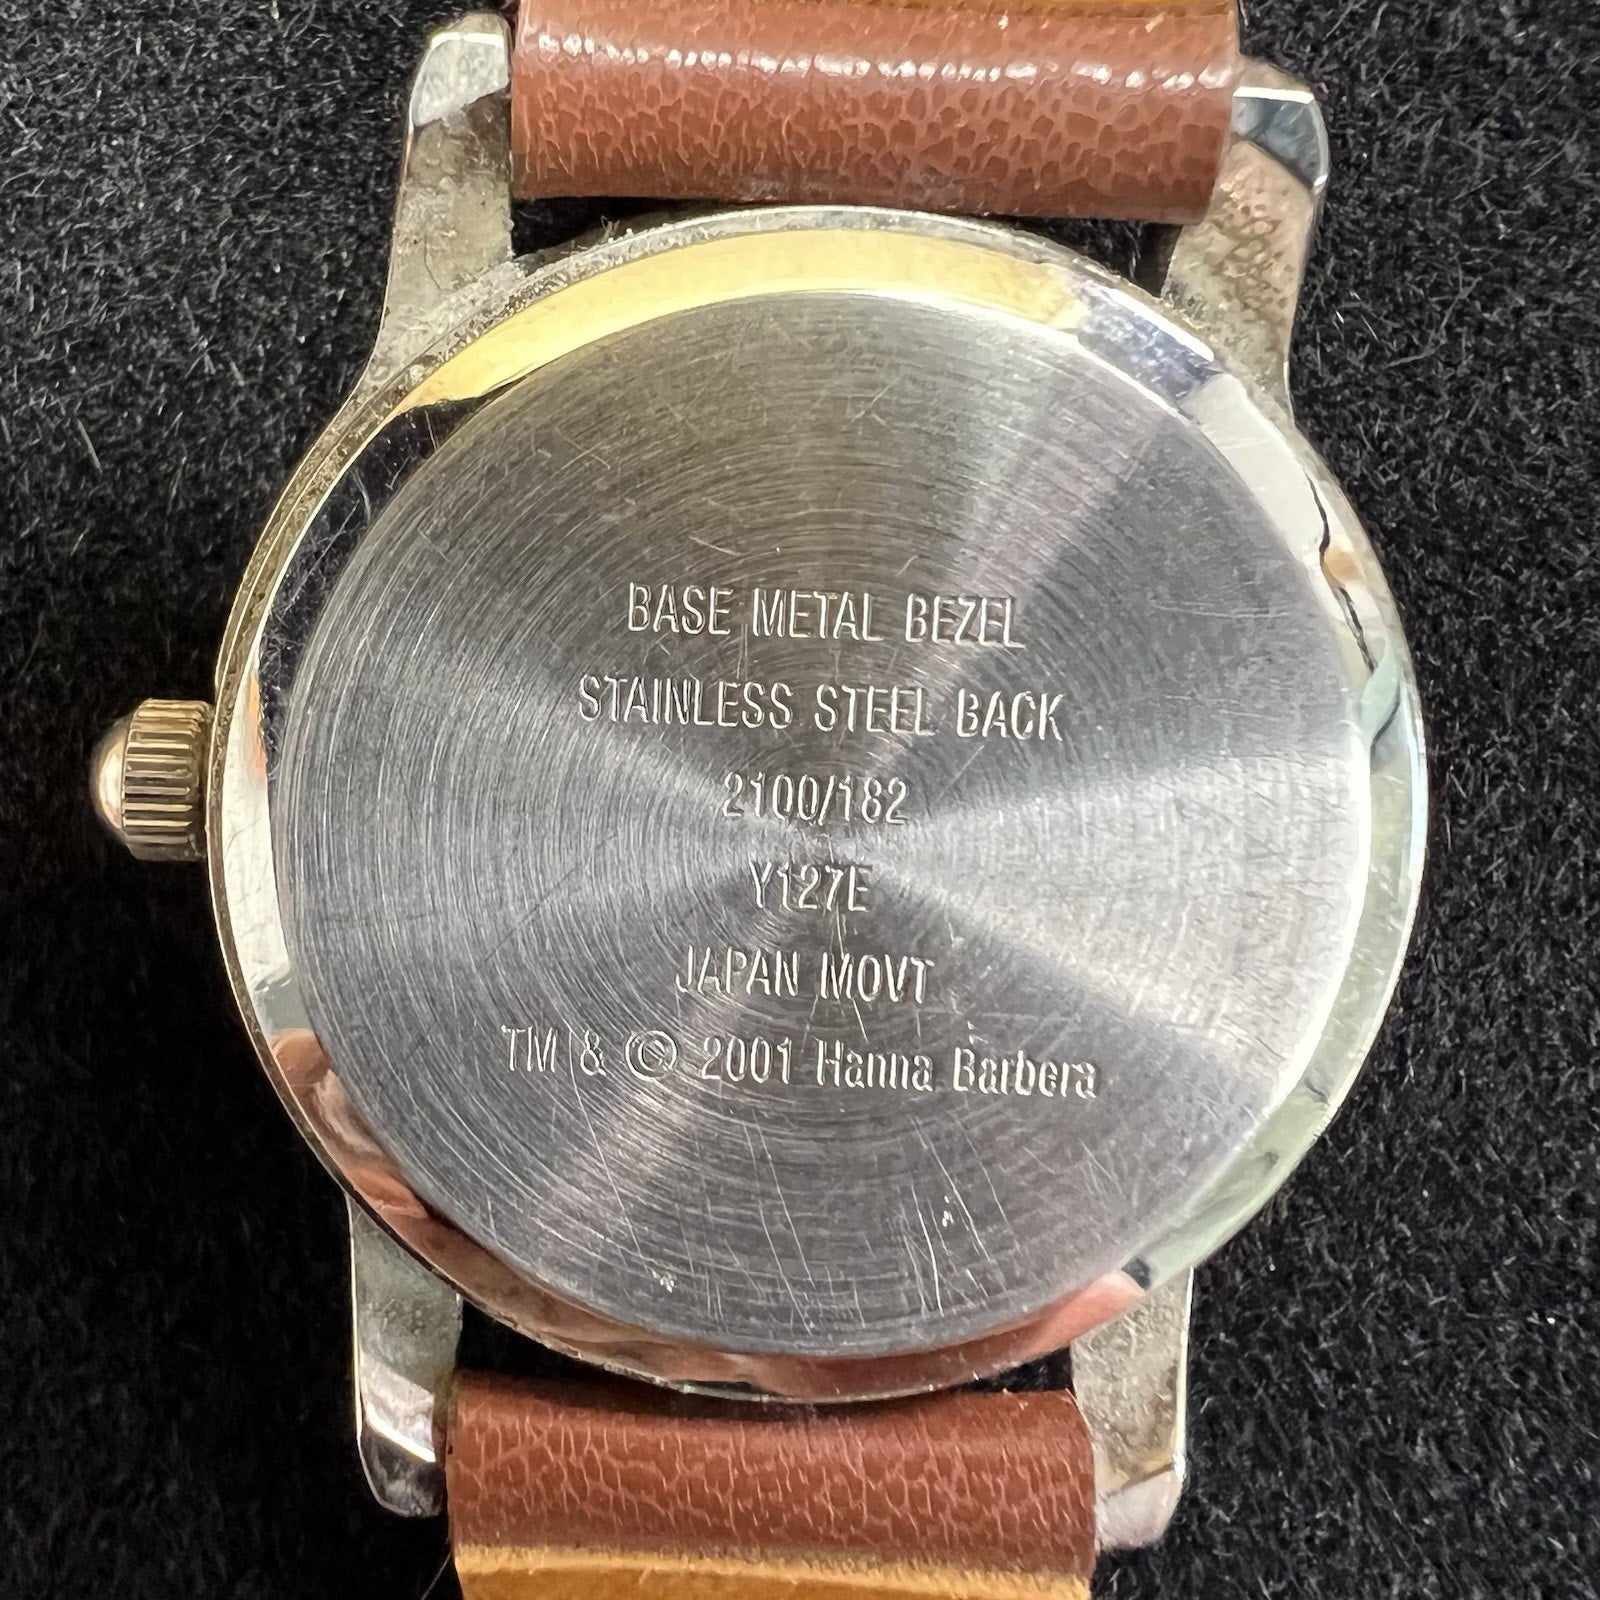 BASE METAL BEZEL
STAINLESS STEEL BACK
2100/182
Y127E
JAPAN MOVT
TM & © 2001 Hanna Barbera